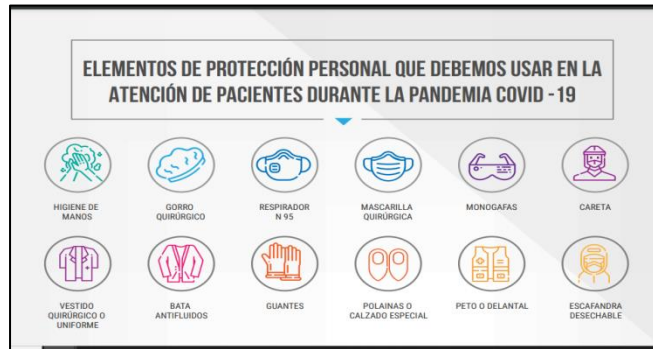 ELEMENTOS DE PROTECCIÓN PERSONAL QUE DEBEMOS USAR EN LA
ATENCIÓN DE PACIENTES DURANTE LA PANDEMIA COVID -19
HIGIENE DE
MANOS
GORRO
QUIRÚRGICO
RESPIRADOR
N 95
MASCARILLA
QUIRÚRGICA
MONOGAFAS
CARETA
VESTIDO
QUIRÚRGICO O
UNIFORME
BATA
ANTIFLUIDOS
GUANTES
POLAINAS O
CALZADO ESPECIAL
PETO O DELANTAL
ESCAFANDRA
DESECHABLE